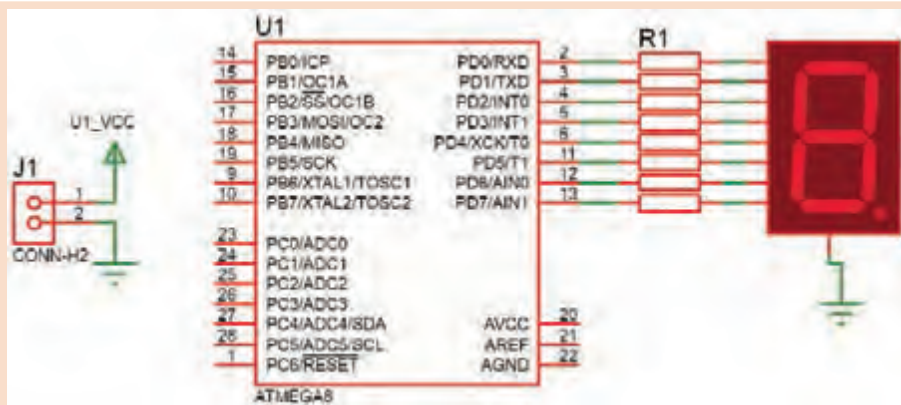 U1
R1
14 PB0/ICP PD0/RXD 2
15 PB1/OC1A PD1/TXD 3
16 PB2/SS/OC1B PD2/INT0 4
17 PB3/MOSI/OC2 PD3/INT1 5
18 PB4/MISO PD4/XCK/T0 6
19 PB5/SCK PD5/T1 11
9 PB6/XTAL1/TOSC1 PD6/AIN0 12
10 PB7/XTAL2/TOSC2 PD7/AIN1 13
U1_VCC
J1
1
2
CONN-H2
23 PC0/ADC0
24 PC1/ADC1
25 PC2/ADC2
26 PC3/ADC3
27 PC4/ADC4/SDA AVCC 20
28 PC5/ADC5/SCL AREF 21
1 PC6/RESET AGND 22
ATMEGA8